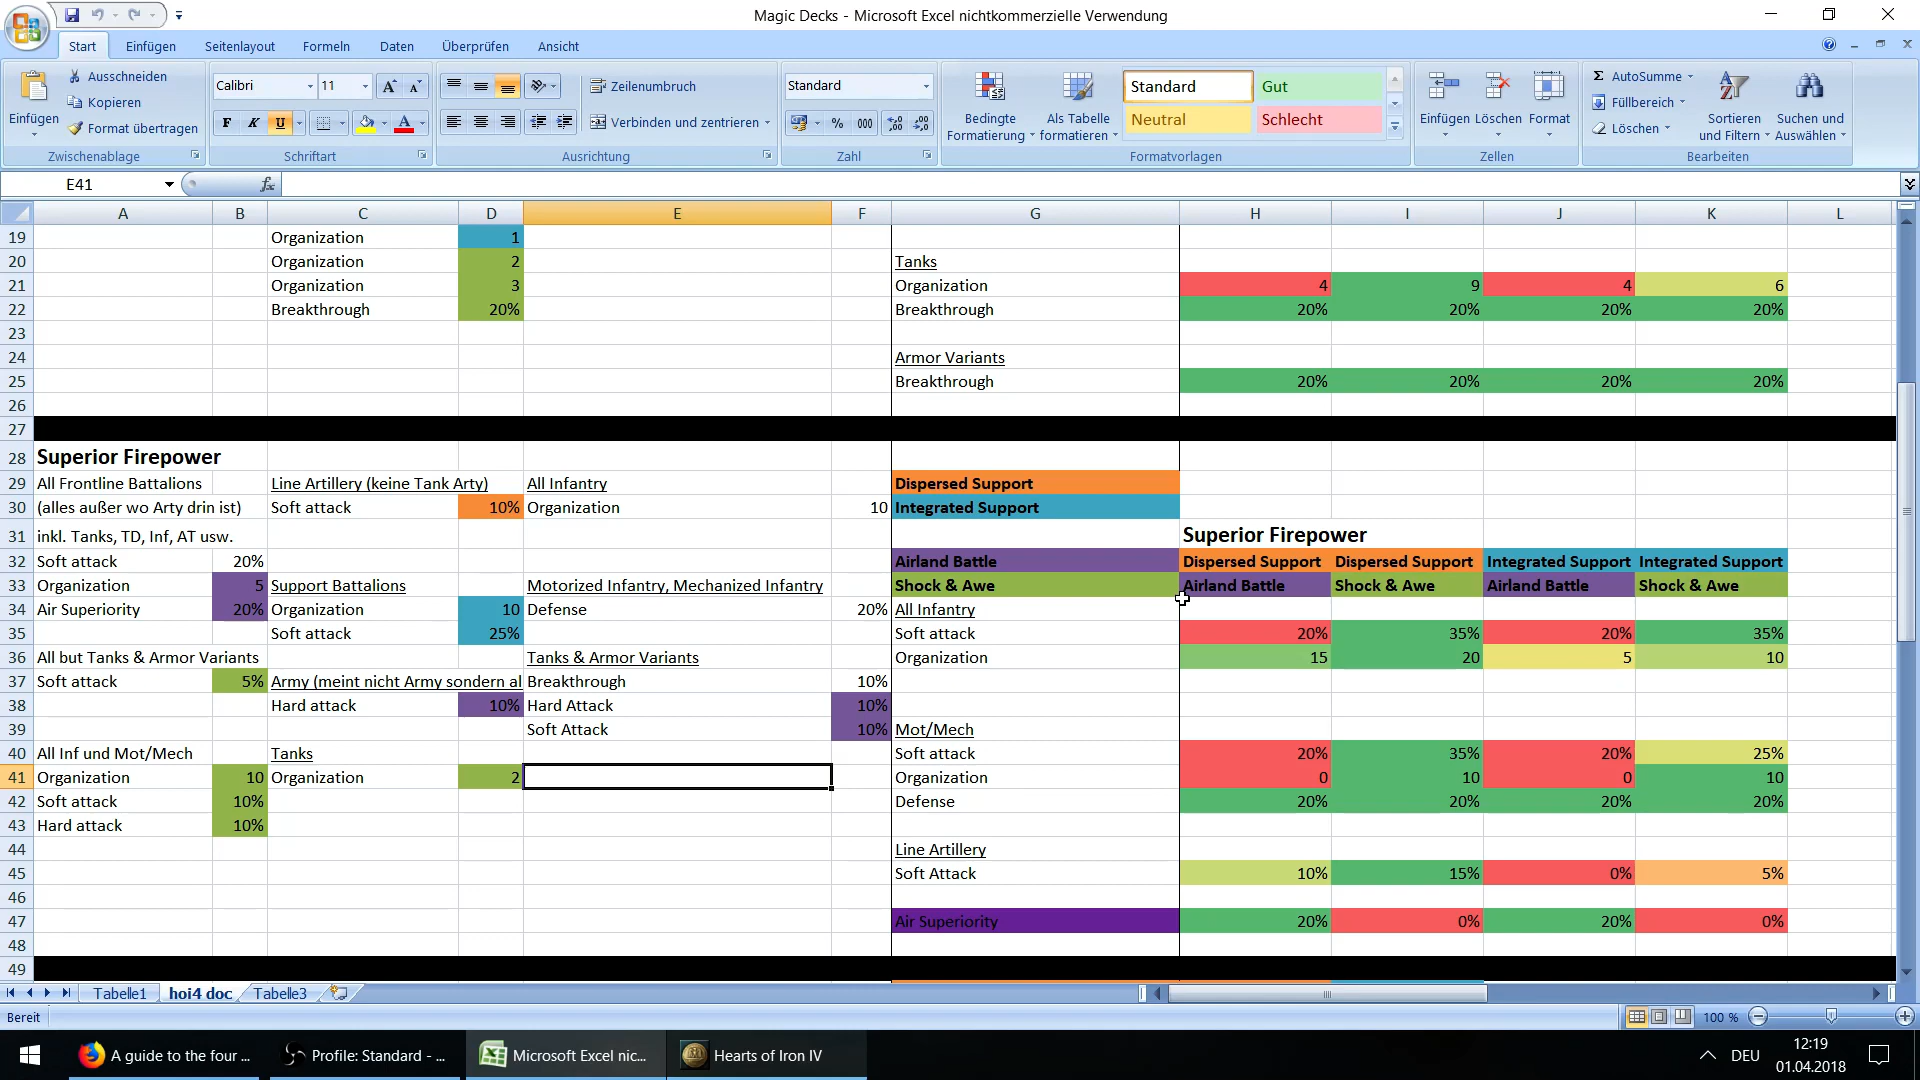 Magic Decks - Microsoft Excel nichtkommerzielle Verwendung
Start Einfügen Seitenlayout Formeln Daten Überprüfen Ansicht
Einfügen
Ausschneiden
Kopieren
Format übertragen
Zwischenablage
Calibri 11
F K U
Schriftart
Zeilenumbruch
Verbinden und zentrieren
Ausrichtung
Standard
% 000
Zahl
Bedingte Formatierung
Als Tabelle formatieren
Standard Gut
Neutral Schlecht
Formatvorlagen
Einfügen Löschen Format
Zellen
AutoSumme
Füllbereich
Löschen
Sortieren und Filtern
Suchen und Auswählen
Bearbeiten
E41 fx
A B C D E F G H I J K L
19 Organization 1
20 Organization 2 Tanks
21 Organization 3 Organization 4 9 4 6
22 Breakthrough 20% Breakthrough 20% 20% 20% 20%
23
24 Armor Variants
25 Breakthrough 20% 20% 20% 20%
26
27
28 Superior Firepower
29 All Frontline Battalions Line Artillery (keine Tank Arty) All Infantry Dispersed Support
30 (alles außer wo Arty drin ist) Soft attack 10% Organization 10 Integrated Support
31 inkl. Tanks, TD, Inf, AT usw. Superior Firepower
32 Soft attack 20% Airland Battle Dispersed Support Dispersed Support Integrated Support Integrated Support
33 Organization 5 Support Battalions Motorized Infantry, Mechanized Infantry Shock & Awe Airland Battle Shock & Awe Airland Battle Shock & Awe
34 Air Superiority 20% Organization 10 Defense 20% All Infantry
35 Soft attack 25% Soft attack 20% 35% 20% 35%
36 All but Tanks & Armor Variants Tanks & Armor Variants Organization 15 20 5 10
37 Soft attack 5% Army (meint nicht Army sondern al Breakthrough 10%
38 Hard attack 10% Hard Attack 10%
39 Soft Attack 10% Mot/Mech
40 All Inf und Mot/Mech Tanks Soft attack 20% 35% 20% 25%
41 Organization 10 Organization 2 Organization 0 10 0 10
42 Soft attack 10% Defense 20% 20% 20% 20%
43 Hard attack 10%
44 Line Artillery
45 Soft Attack 10% 15% 0% 5%
46
47 Air Superiority 20% 0% 20% 0%
48
49
Tabelle1 hoi4 doc Tabelle3
Bereit 100 %
A guide to the four ... Profile: Standard - ... Microsoft Excel nic... Hearts of Iron IV DEU
12:19
01.04.2018